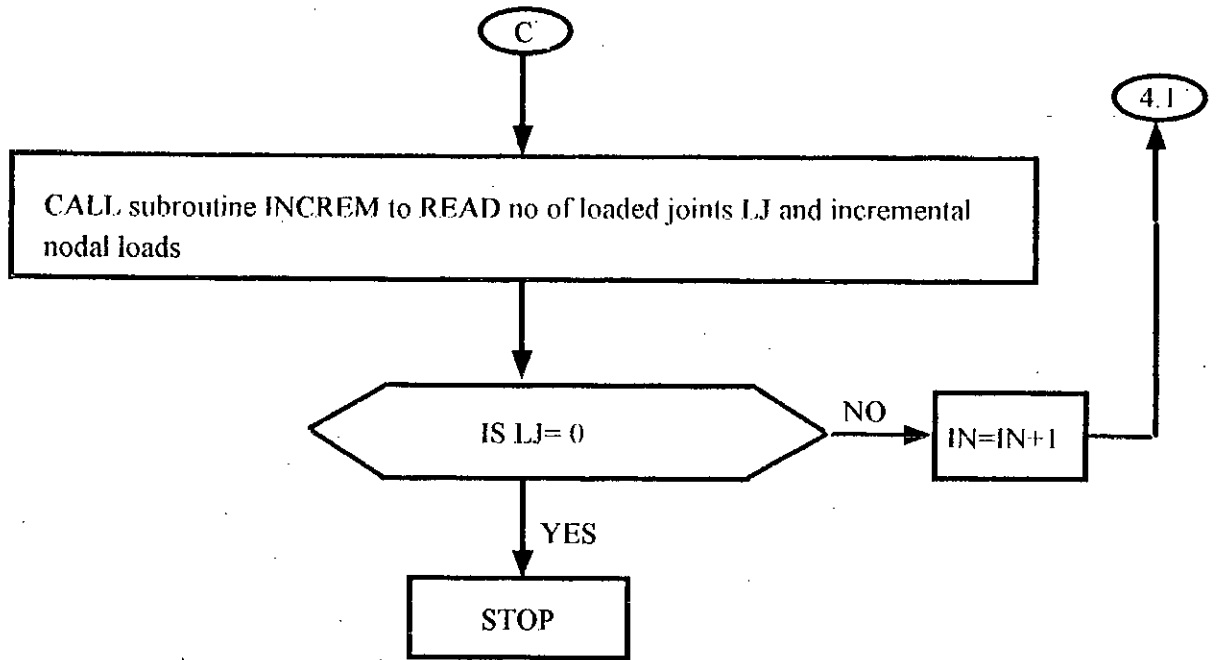 C
4.1
CALL subroutine INCREM to READ no of loaded joints LJ and incremental
nodal loads
IS LJ= 0
NO
IN=IN+1
YES
STOP